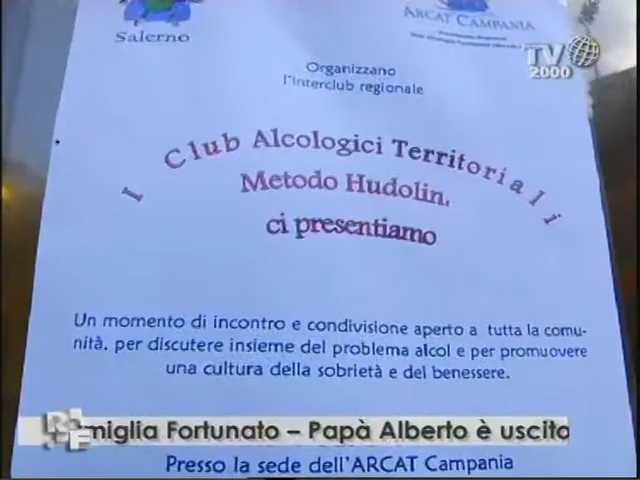 Salerno
ARCAT CAMPANIA
TV
2000
Organizzano
l'interclub regionale
I Club Alcologici Territoriali
Metodo Hudolin,
ci presentiamo
Un momento di incontro e condivisione aperto a tutta la comu-
nità, per discutere insieme del problema alcol e per promuovere
una cultura della sobrietà e del benessere.
miglia Fortunato – Papà Alberto è uscito
Presso la sede dell'ARCAT Campania